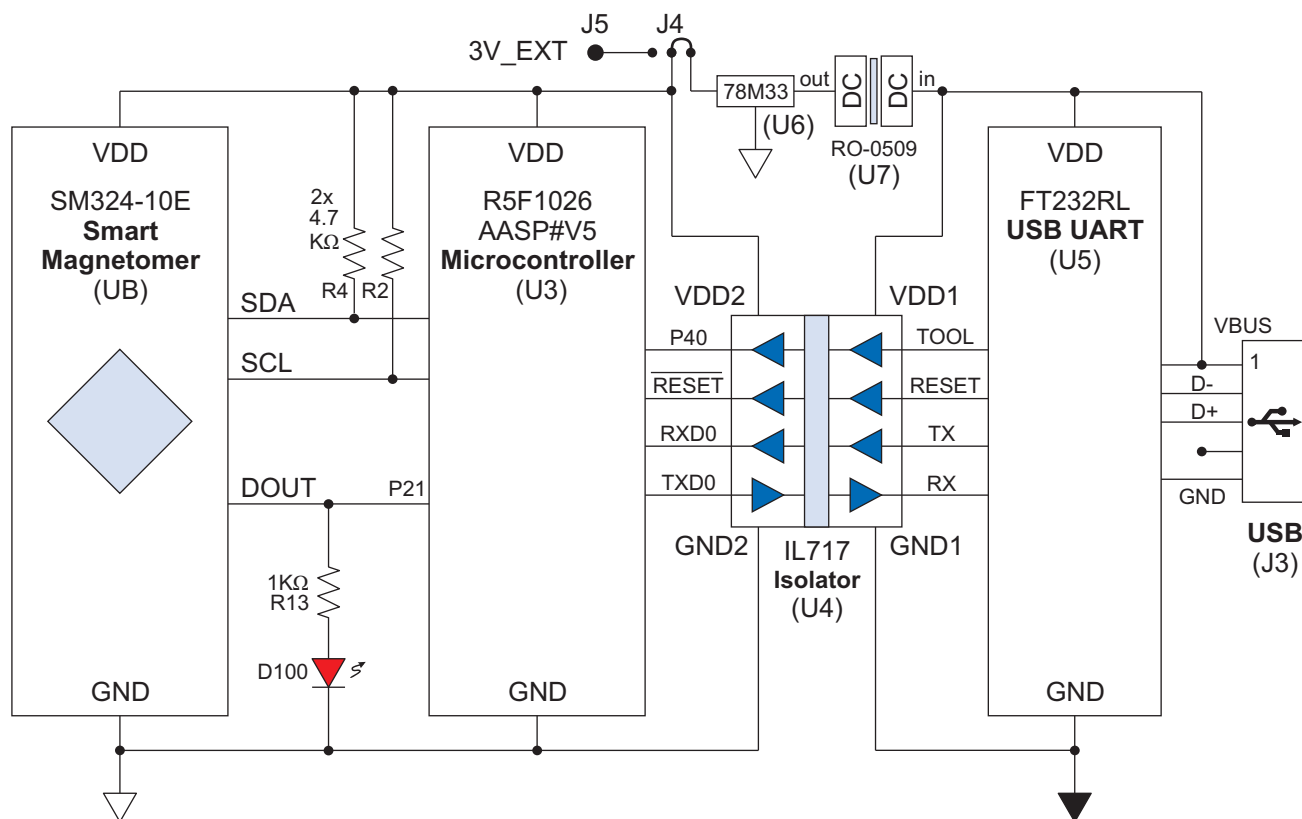 J5
J4
3V_EXT
78M33
(U6)
out
DC
DC
in
RO-0509
(U7)
VDD
SM324-10E
Smart
Magnetomer
(UB)
SDA
SCL
DOUT
GND
2x
4.7
KΩ
R4
R2
1KΩ
R13
D100
VDD
R5F1026
AASP#V5
Microcontroller
(U3)
P21
GND
P40
RESET
RXD0
TXD0
VDD2
VDD1
GND2
GND1
IL717
Isolator
(U4)
TOOL
RESET
TX
RX
VDD
FT232RL
USB UART
(U5)
GND
VBUS
1
D-
D+
GND
USB
(J3)